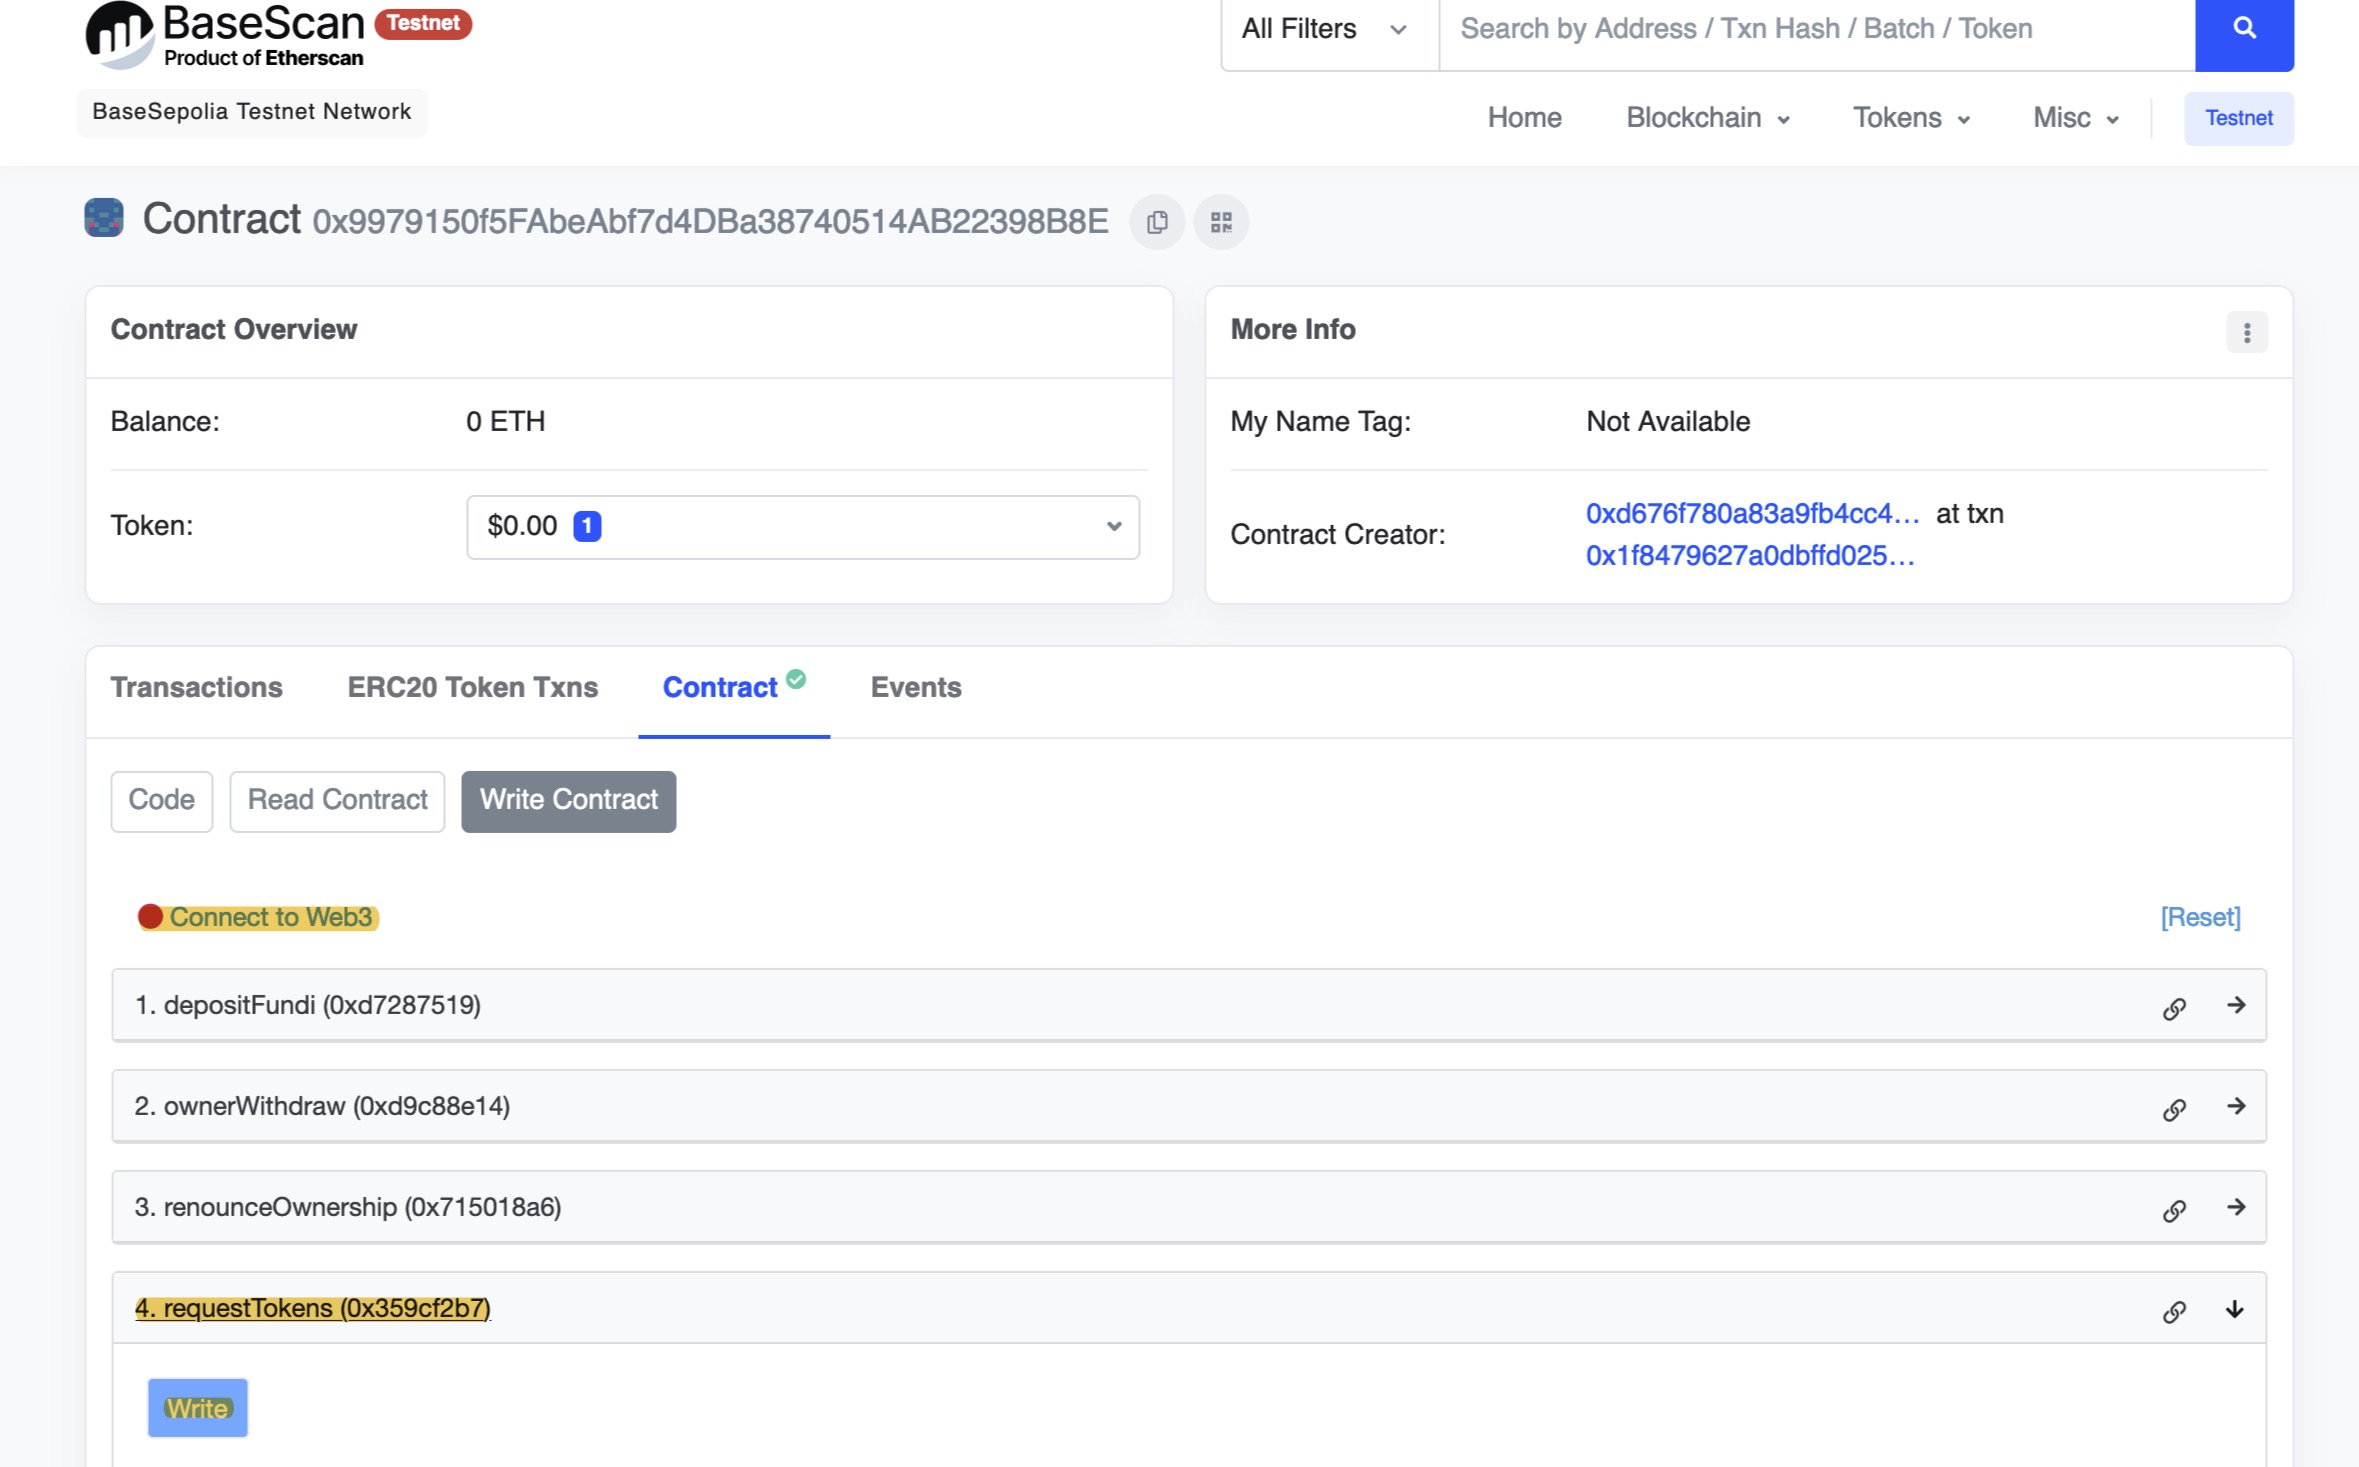 BaseScan Testnet
Product of Etherscan
All Filters
Search by Address / Txn Hash / Batch / Token
BaseSepolia Testnet Network
Home Blockchain Tokens Misc Testnet
Contract 0x9979150f5FAbeAbf7d4DBa38740514AB22398B8E
Contract Overview
Balance: 0 ETH
Token: $0.00 1
More Info
My Name Tag: Not Available
Contract Creator: 0xd676f780a83a9fb4cc4... at txn
0x1f8479627a0dbffd025...
Transactions ERC20 Token Txns Contract Events
Code Read Contract Write Contract
Connect to Web3 [Reset]
1. depositFundi (0xd7287519)
2. ownerWithdraw (0xd9c88e14)
3. renounceOwnership (0x715018a6)
4. requestTokens (0x359cf2b7)
Write